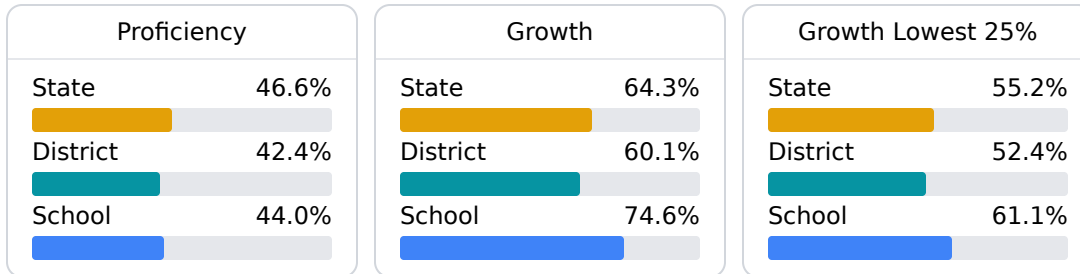 Proficiency
State 46.6%
District 42.4%
School 44.0%
Growth
State 64.3%
District 60.1%
School 74.6%
Growth Lowest 25%
State 55.2%
District 52.4%
School 61.1%